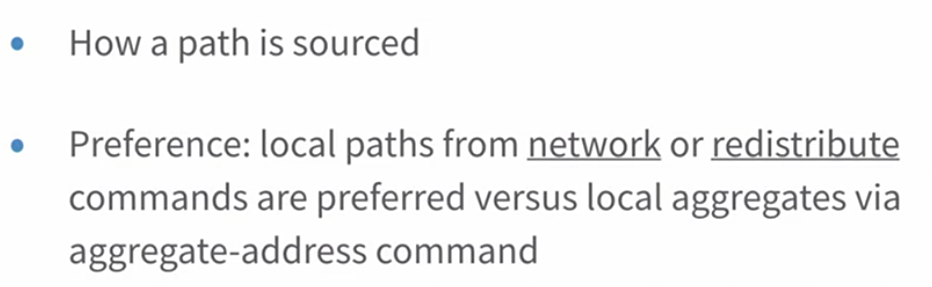 • How a path is sourced
• Preference: local paths from network or redistribute
commands are preferred versus local aggregates via
aggregate-address command